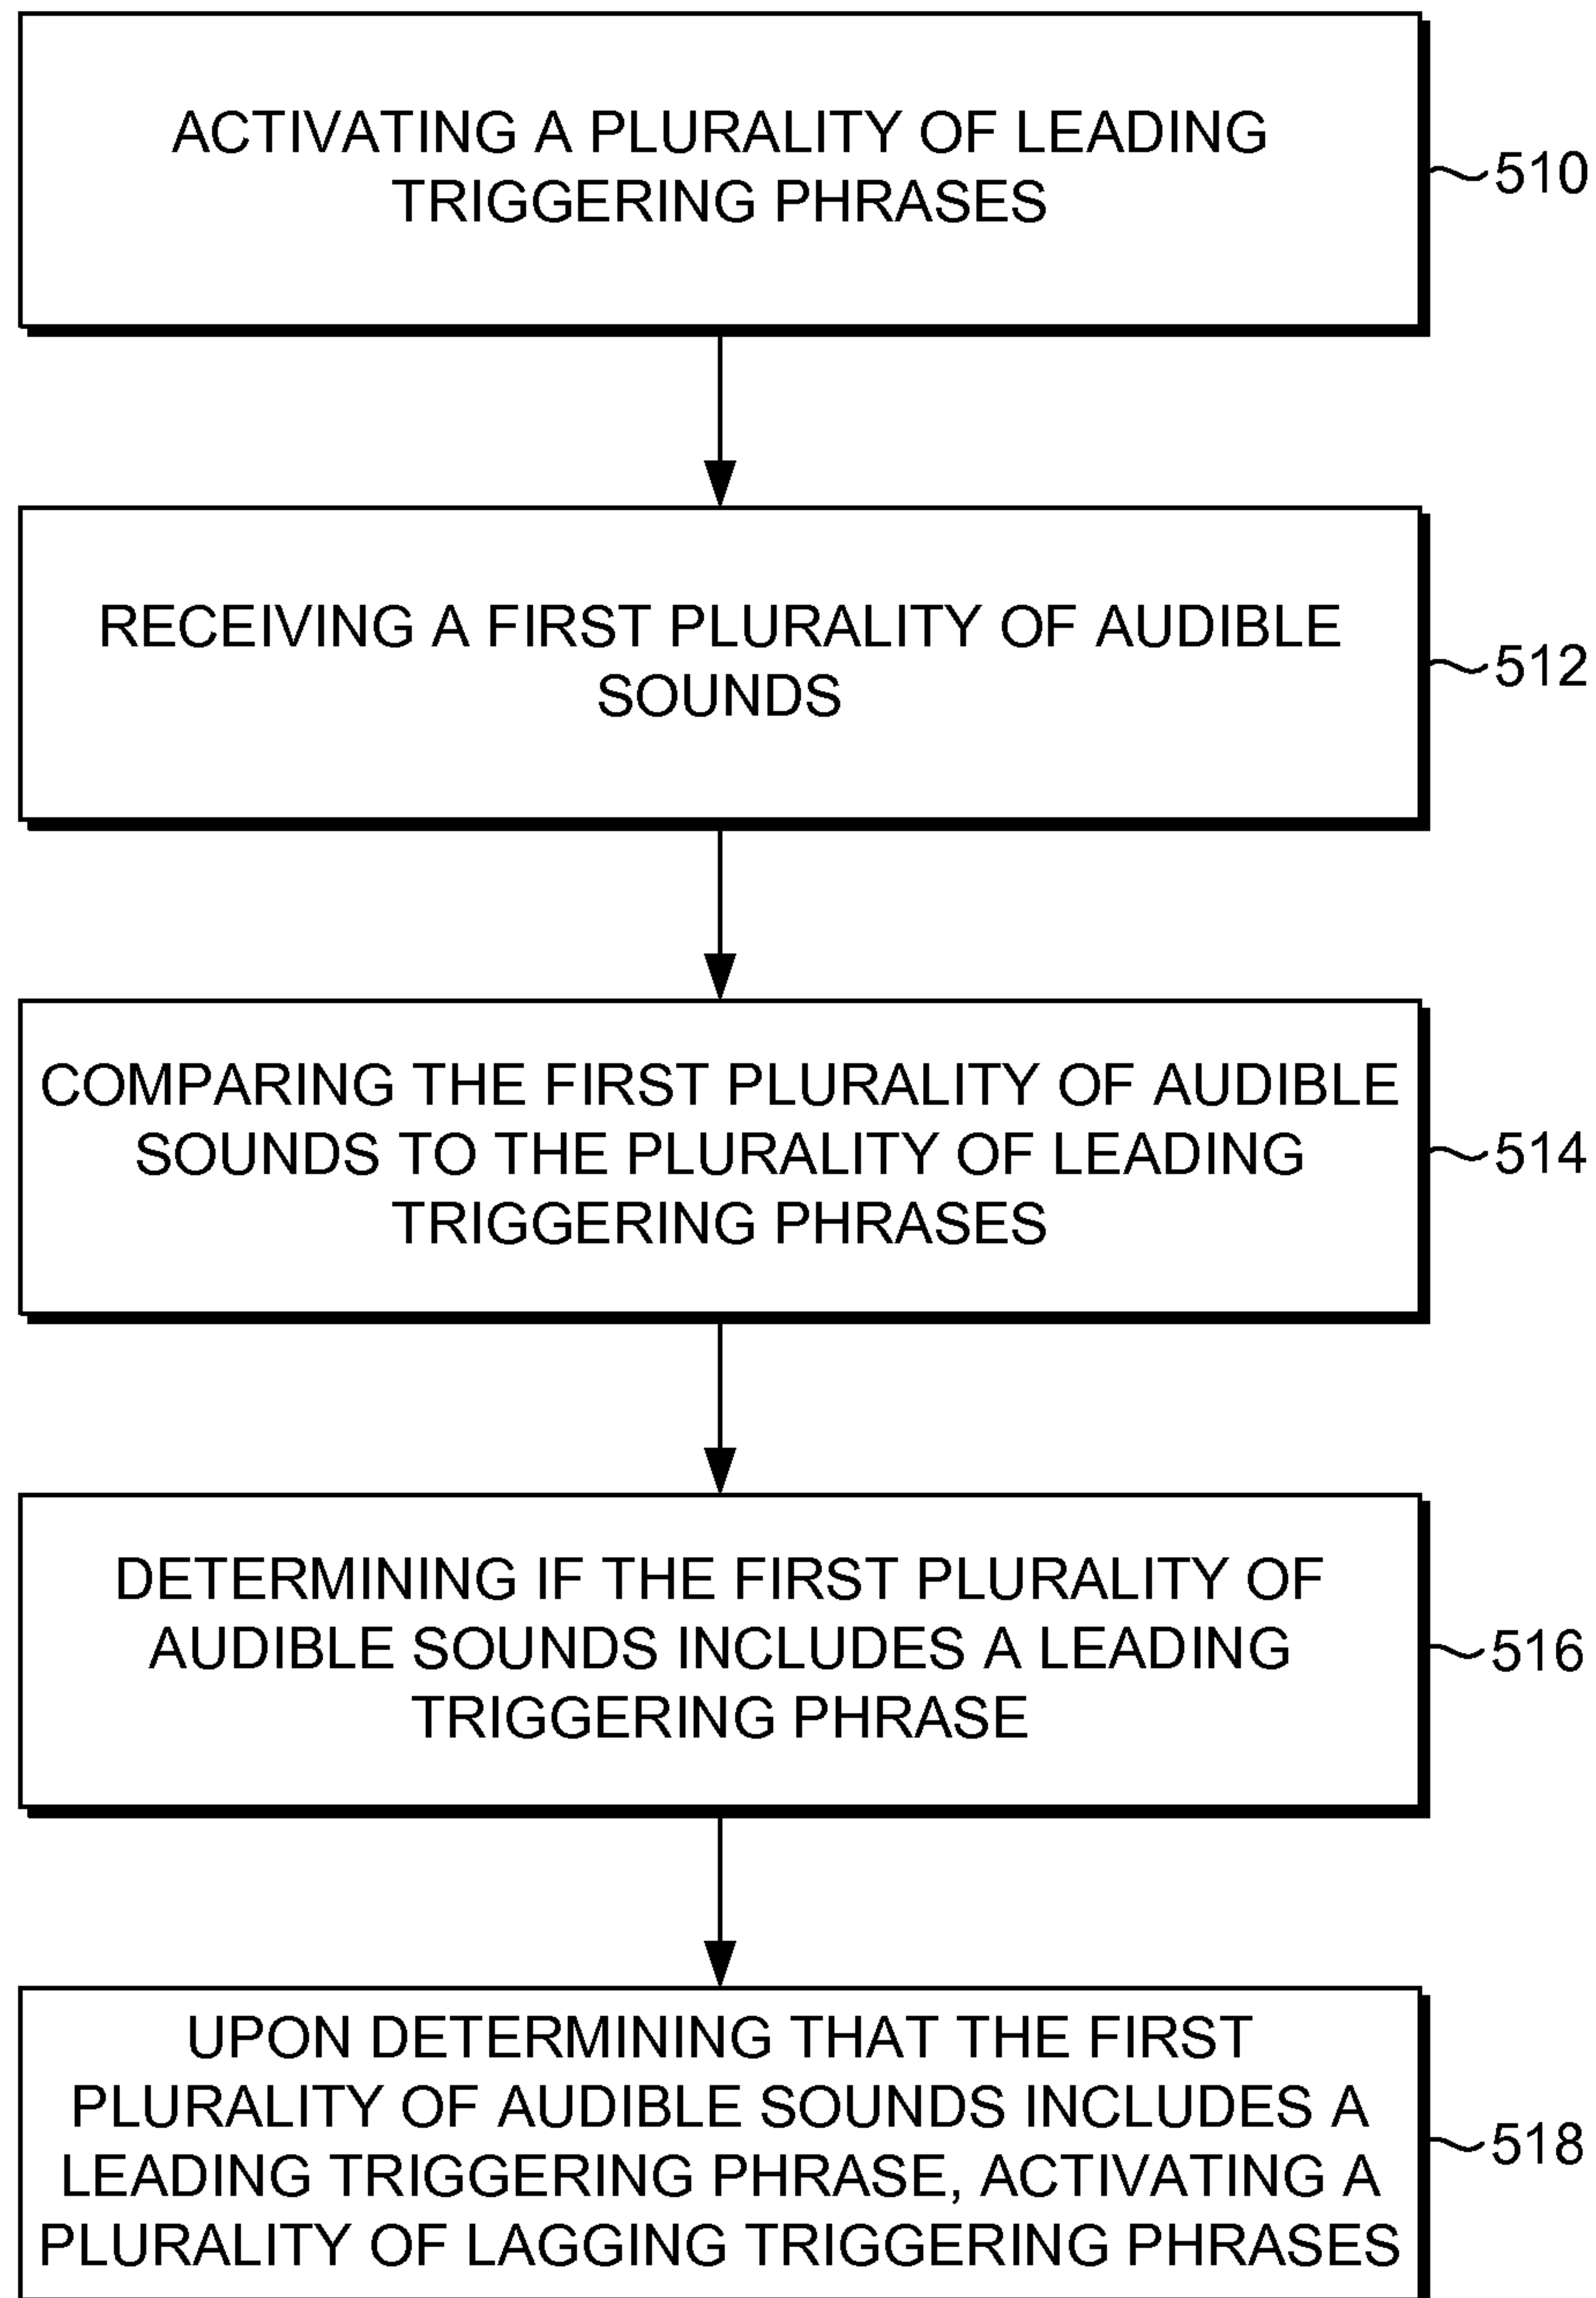 ACTIVATING A PLURALITY OF LEADING
TRIGGERING PHRASES
510
RECEIVING A FIRST PLURALITY OF AUDIBLE
SOUNDS
512
COMPARING THE FIRST PLURALITY OF AUDIBLE
SOUNDS TO THE PLURALITY OF LEADING
TRIGGERING PHRASES
514
DETERMINING IF THE FIRST PLURALITY OF
AUDIBLE SOUNDS INCLUDES A LEADING
TRIGGERING PHRASE
516
UPON DETERMINING THAT THE FIRST
PLURALITY OF AUDIBLE SOUNDS INCLUDES A
LEADING TRIGGERING PHRASE, ACTIVATING A
PLURALITY OF LAGGING TRIGGERING PHRASES
518